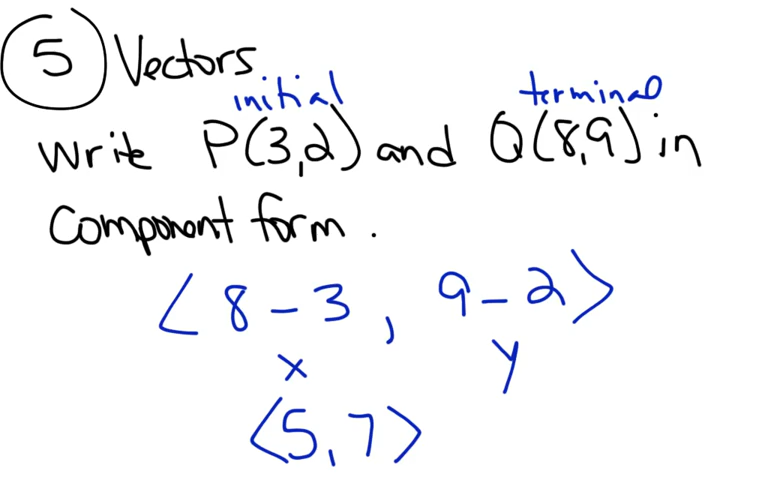 5 Vectors
initial terminal
Write P(3,2) and Q(8,9) in
Component form.
⟨8-3, 9-2⟩
x y
⟨5,7⟩